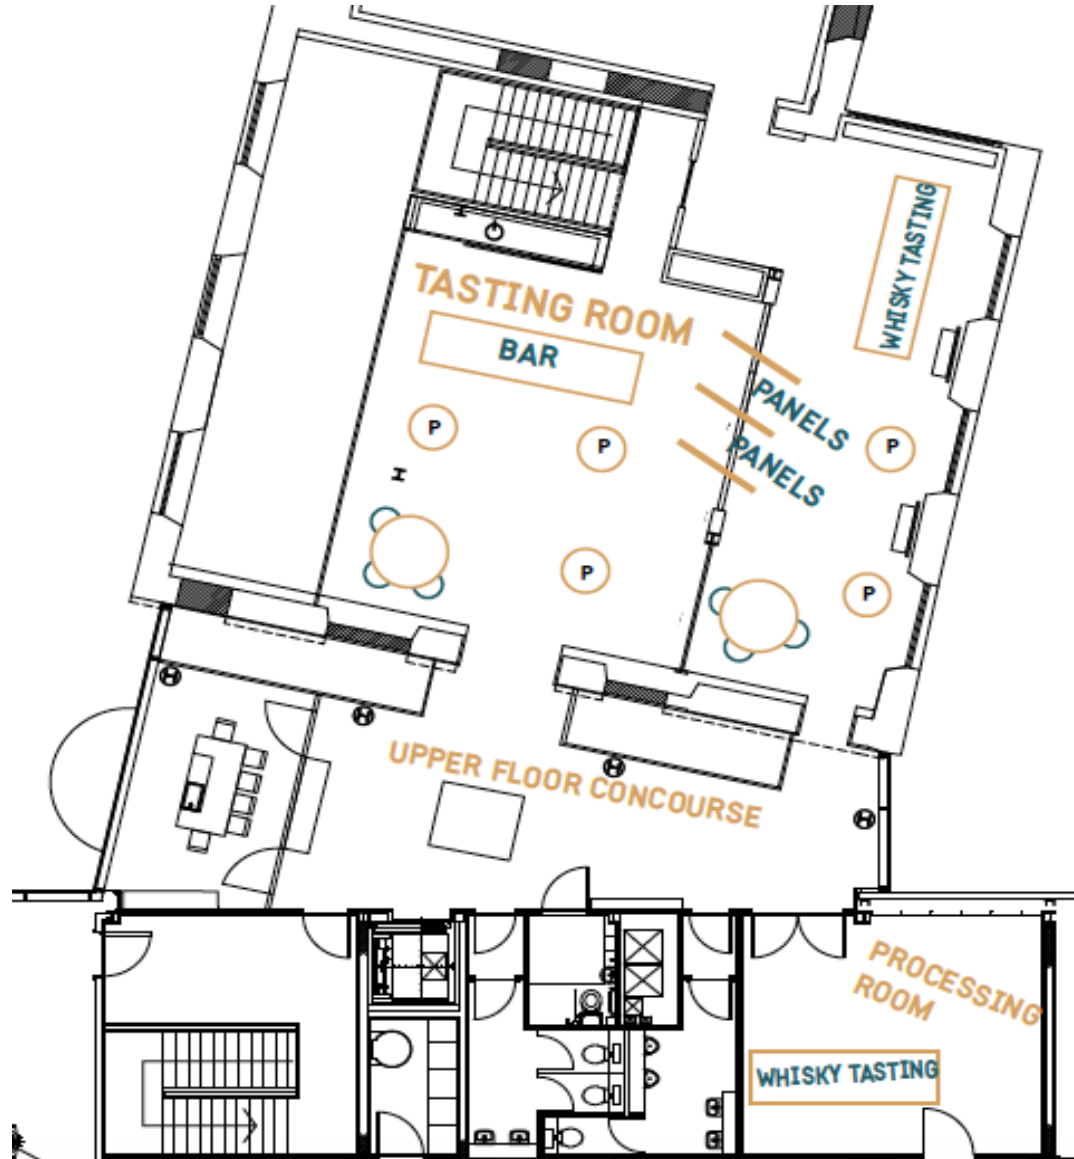 WHISKY TASTING
TASTING ROOM
BAR
PANELS
PANELS
P
P
P
P
H
P
P
UPPER FLOOR CONCOURSE
H
H
H
H
PROCESSING
ROOM
WHISKY TASTING